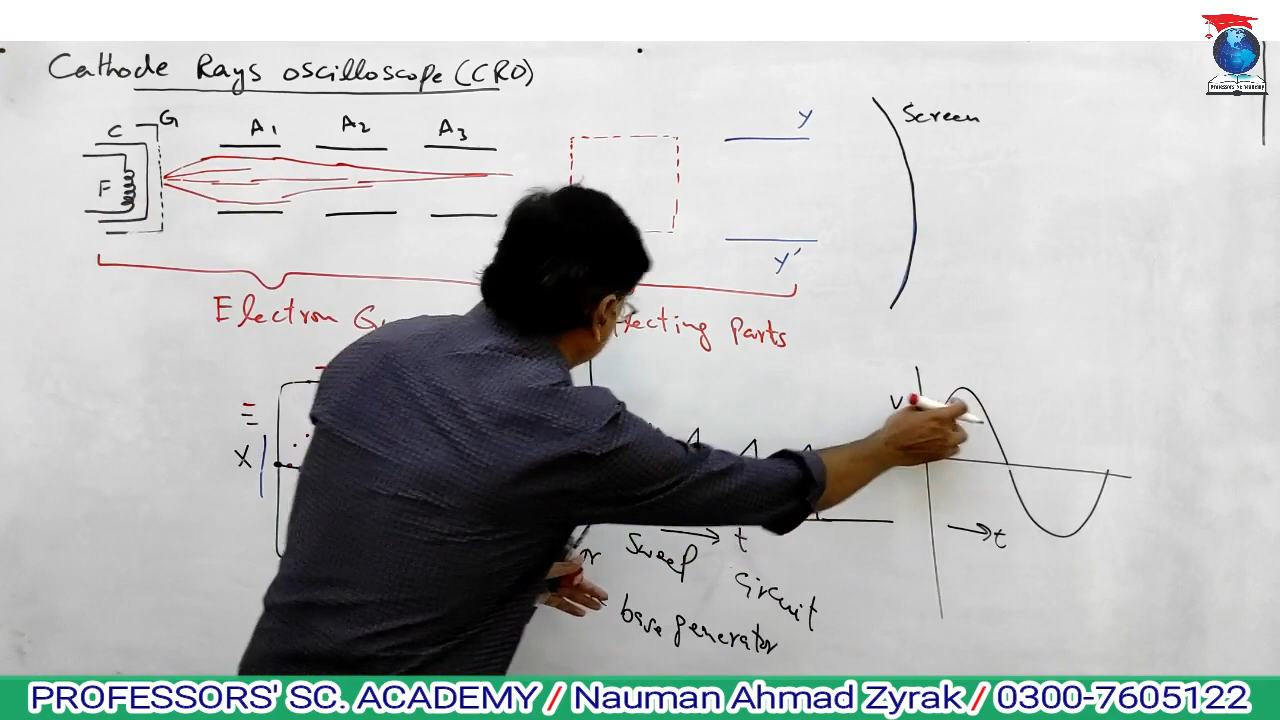 Cathode Rays oscilloscope (CRO)
C G A1 A2 A3 Y Screen
F
Y'
Electron G
ecting Parts
V
X
t
t
or Sweep circuit
base generator
PROFESSORS' SC. ACADEMY / Nauman Ahmad Zyrak / 0300-7605122